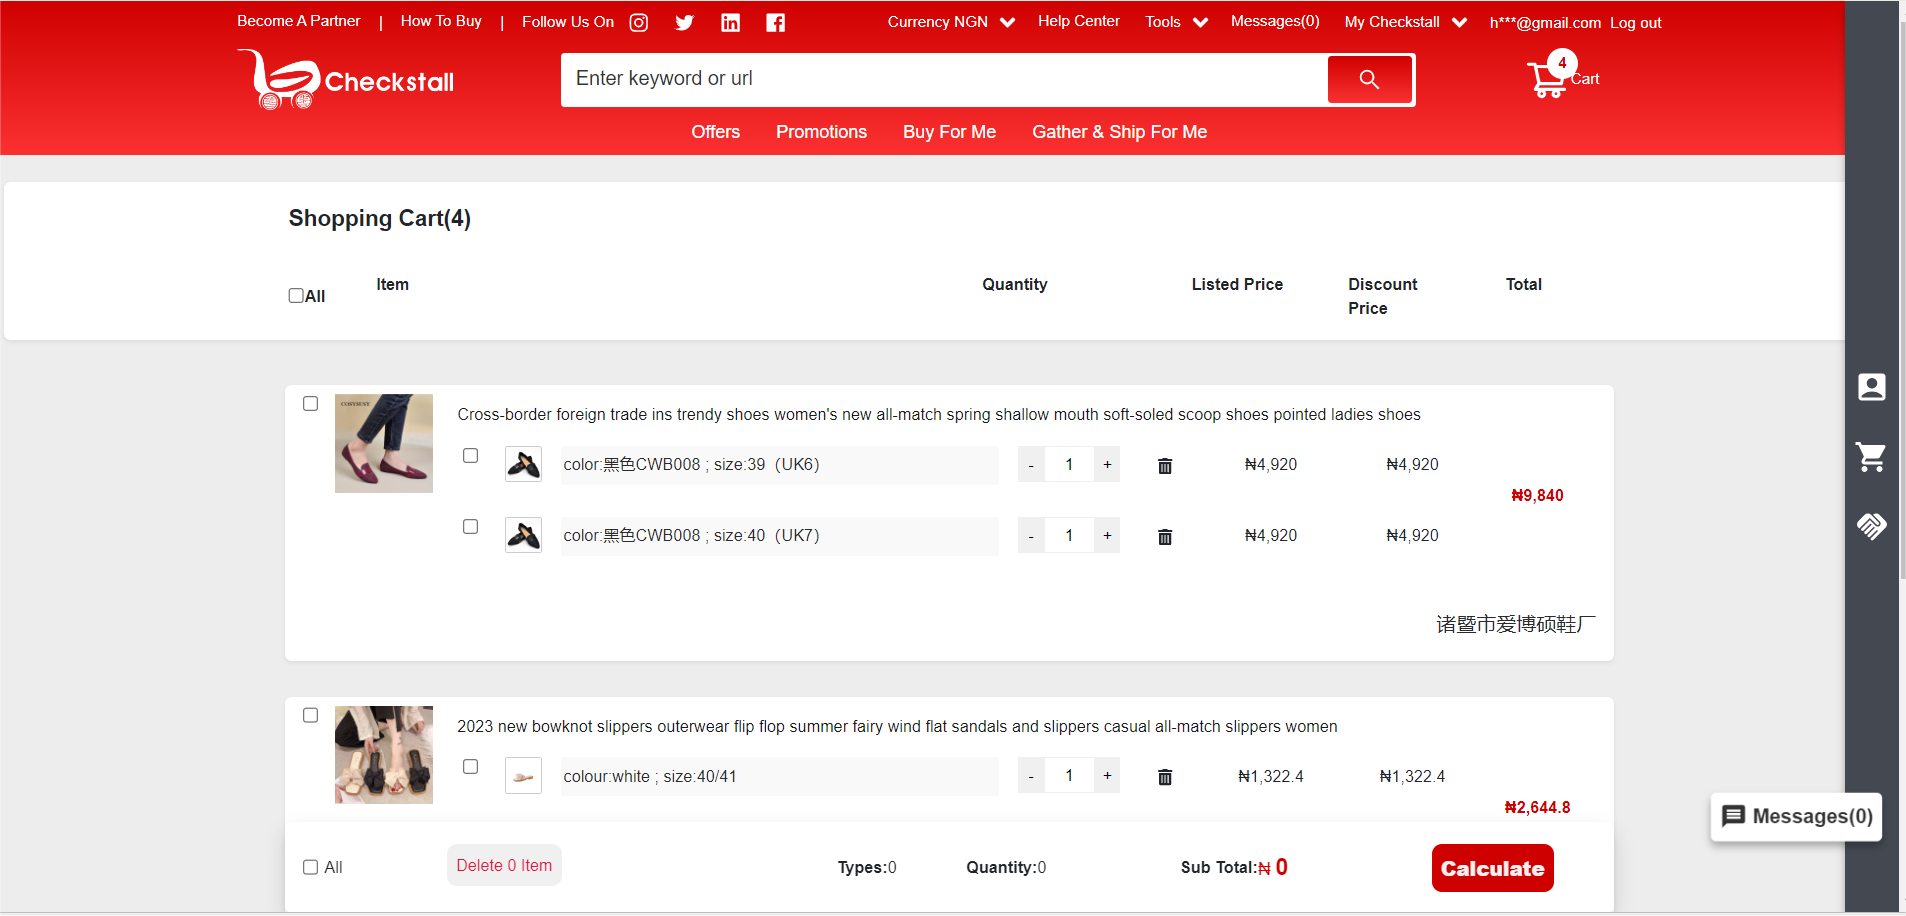 Become A Partner | How To Buy | Follow Us On Currency NGN Help Center Tools Messages(0) My Checkstall h***@gmail.com Log out
Checkstall Enter keyword or url 4 Cart
Offers Promotions Buy For Me Gather & Ship For Me
Shopping Cart(4)
All Item Quantity Listed Price Discount Price Total
COSYSEXY
Cross-border foreign trade ins trendy shoes women's new all-match spring shallow mouth soft-soled scoop shoes pointed ladies shoes
color:黑色CWB008 ; size:39（UK6） - 1 + ₦4,920 ₦4,920
₦9,840
color:黑色CWB008 ; size:40（UK7） - 1 + ₦4,920 ₦4,920
诸暨市爱博硕鞋厂
2023 new bowknot slippers outerwear flip flop summer fairy wind flat sandals and slippers casual all-match slippers women
colour:white ; size:40/41 - 1 + ₦1,322.4 ₦1,322.4
₦2,644.8
Messages(0)
All Delete 0 Item Types:0 Quantity:0 Sub Total:₦ 0 Calculate